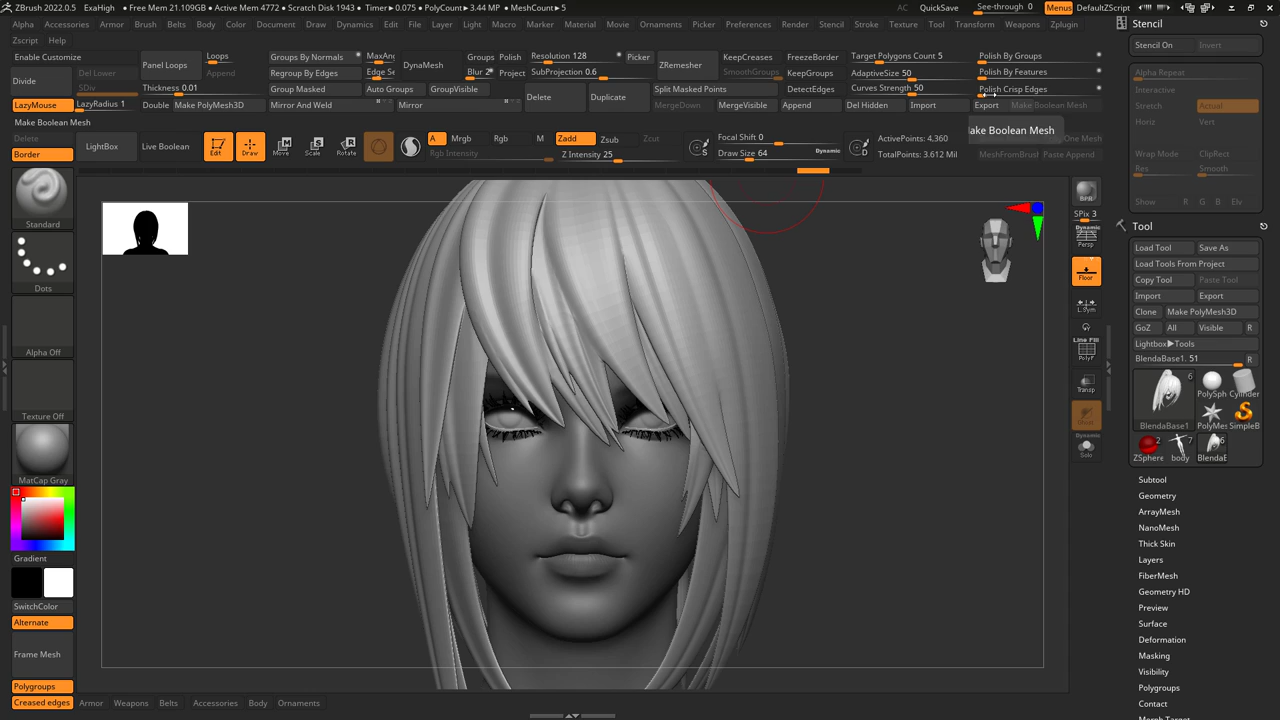 ZBrush 2022.0.5 ExaHigh • Free Mem 21.109GB • Active Mem 4772 • Scratch Disk 1943 • Timer▸0.075 • PolyCount▸3.44 MP • MeshCount▸5 AC QuickSave See-through 0 Menus DefaultZScript
Alpha Accessories Armor Brush Belts Body Color Document Draw Dynamics Edit File Layer Light Macro Marker Material Movie Ornaments Picker Preferences Render Stencil Stroke Texture Tool Transform Weapons Zplugin
Zscript Help
Enable Customize
Divide
Del Lower
SDiv
LazyMouse
LazyRadius 1
Panel Loops
Loops
Append
Thickness 0.01
Double
Make PolyMesh3D
Groups By Normals
MaxAng
Regroup By Edges
Edge Se
Group Masked
Auto Groups
Mirror And Weld
Mirror
DynaMesh
Groups
Polish
Blur 2
Project
GroupVisible
Resolution 128
Picker
SubProjection 0.6
Delete
Duplicate
ZRemesher
KeepCreases
FreezeBorder
SmoothGroups
KeepGroups
Split Masked Points
DetectEdges
MergeDown
MergeVisible
Append
Target Polygons Count 5
AdaptiveSize 50
Curves Strength 50
Del Hidden
Import
Polish By Groups
Polish By Features
Polish Crisp Edges
Export
Make Boolean Mesh
Make Boolean Mesh
ake Boolean Mesh
One Mesh
MeshFromBrush
Paste Append
Delete
Border
LightBox
Live Boolean
Edit
Draw
Move
Scale
Rotate
A
Mrgb
Rgb
M
Rgb Intensity
Zadd
Zsub
Zcut
Z Intensity 25
Focal Shift 0
Draw Size 64
Dynamic
S
D
ActivePoints: 4,360
TotalPoints: 3.612 Mil
Standard
Dots
Alpha Off
Texture Off
MatCap Gray
Gradient
SwitchColor
Alternate
Frame Mesh
Polygroups
Creased edges
Armor Weapons Belts Accessories Body Ornaments
BPR
SPix 3
Dynamic
Persp
Floor
L.Sym
Line Fill
PolyF
Transp
Dynamic
Solo
Stencil
Stencil On
Invert
Alpha Repeat
Interactive
Stretch
Actual
Horiz
Vert
Wrap Mode
ClipRect
Res
Smooth
Show R G B Elv
Tool
Load Tool
Save As
Load Tools From Project
Copy Tool
Paste Tool
Import
Export
Clone
Make PolyMesh3D
GoZ
All
Visible
R
Lightbox▸Tools
BlendaBase1. 51
R
6
BlendaBase1
PolySph
Cylinder
PolyMes
SimpleB
2
ZSphere
7
body
6
BlendaE
Subtool
Geometry
ArrayMesh
NanoMesh
Thick Skin
Layers
FiberMesh
Geometry HD
Preview
Surface
Deformation
Masking
Visibility
Polygroups
Contact
Morph Target